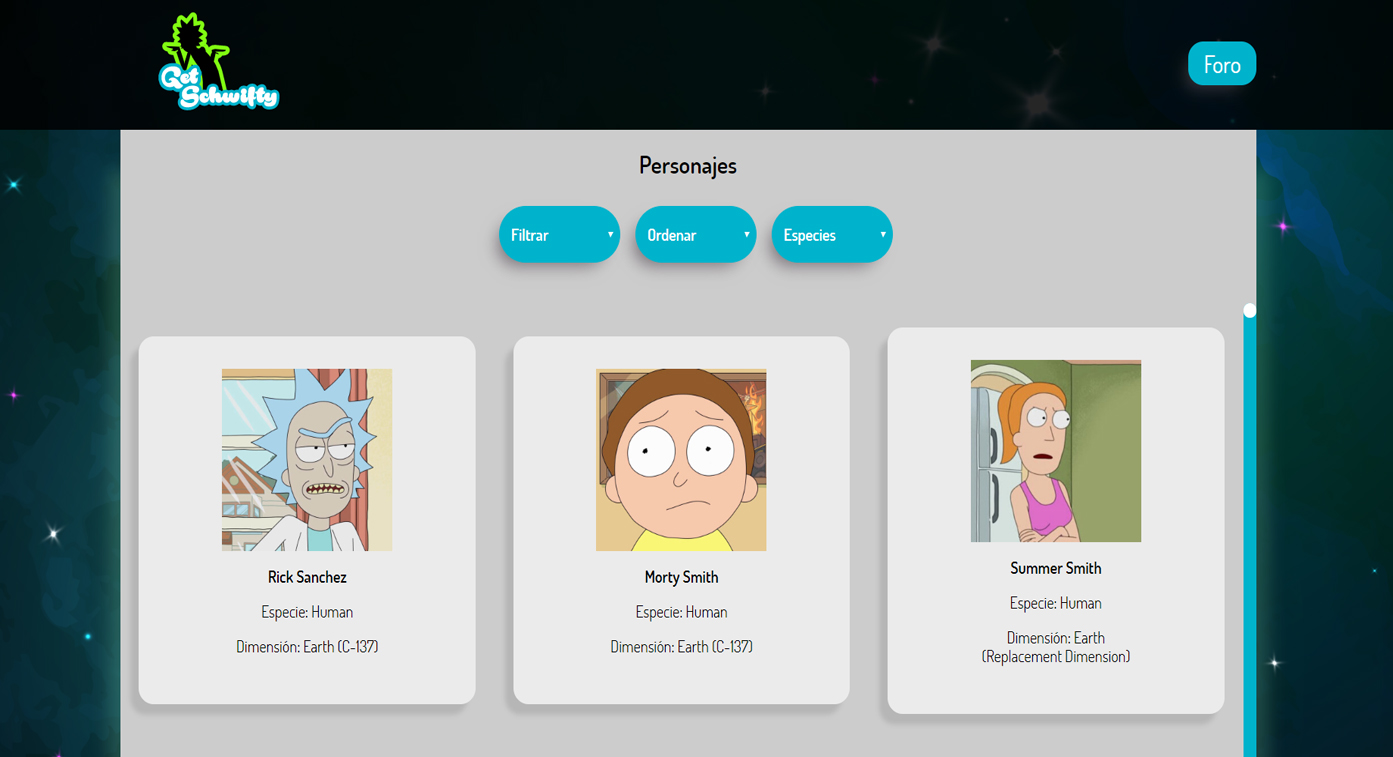 Get
Schwifty
Foro
Personajes
Filtrar
Ordenar
Especies
Rick Sanchez
Especie: Human
Dimensión: Earth (C-137)
Morty Smith
Especie: Human
Dimensión: Earth (C-137)
Summer Smith
Especie: Human
Dimensión: Earth
(Replacement Dimension)